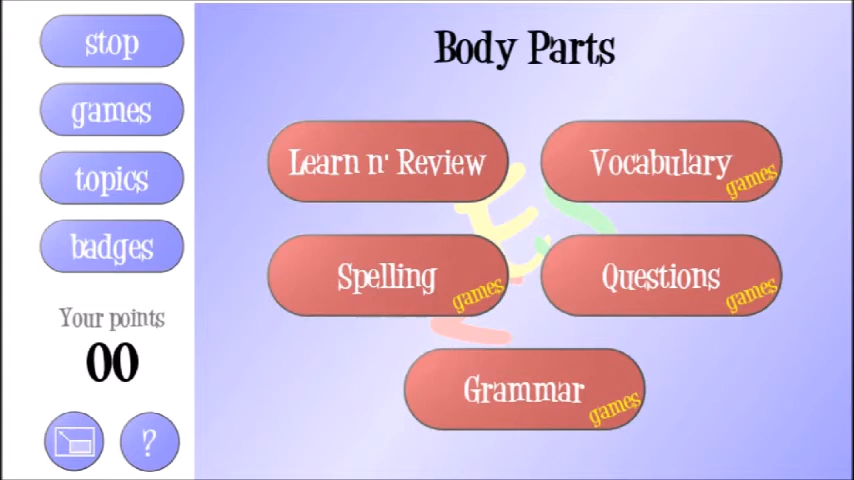 stop
games
topics
badges
Your points
00
?
Body Parts
Learn n' Review
Vocabulary
games
Spelling
games
Questions
games
Grammar
games